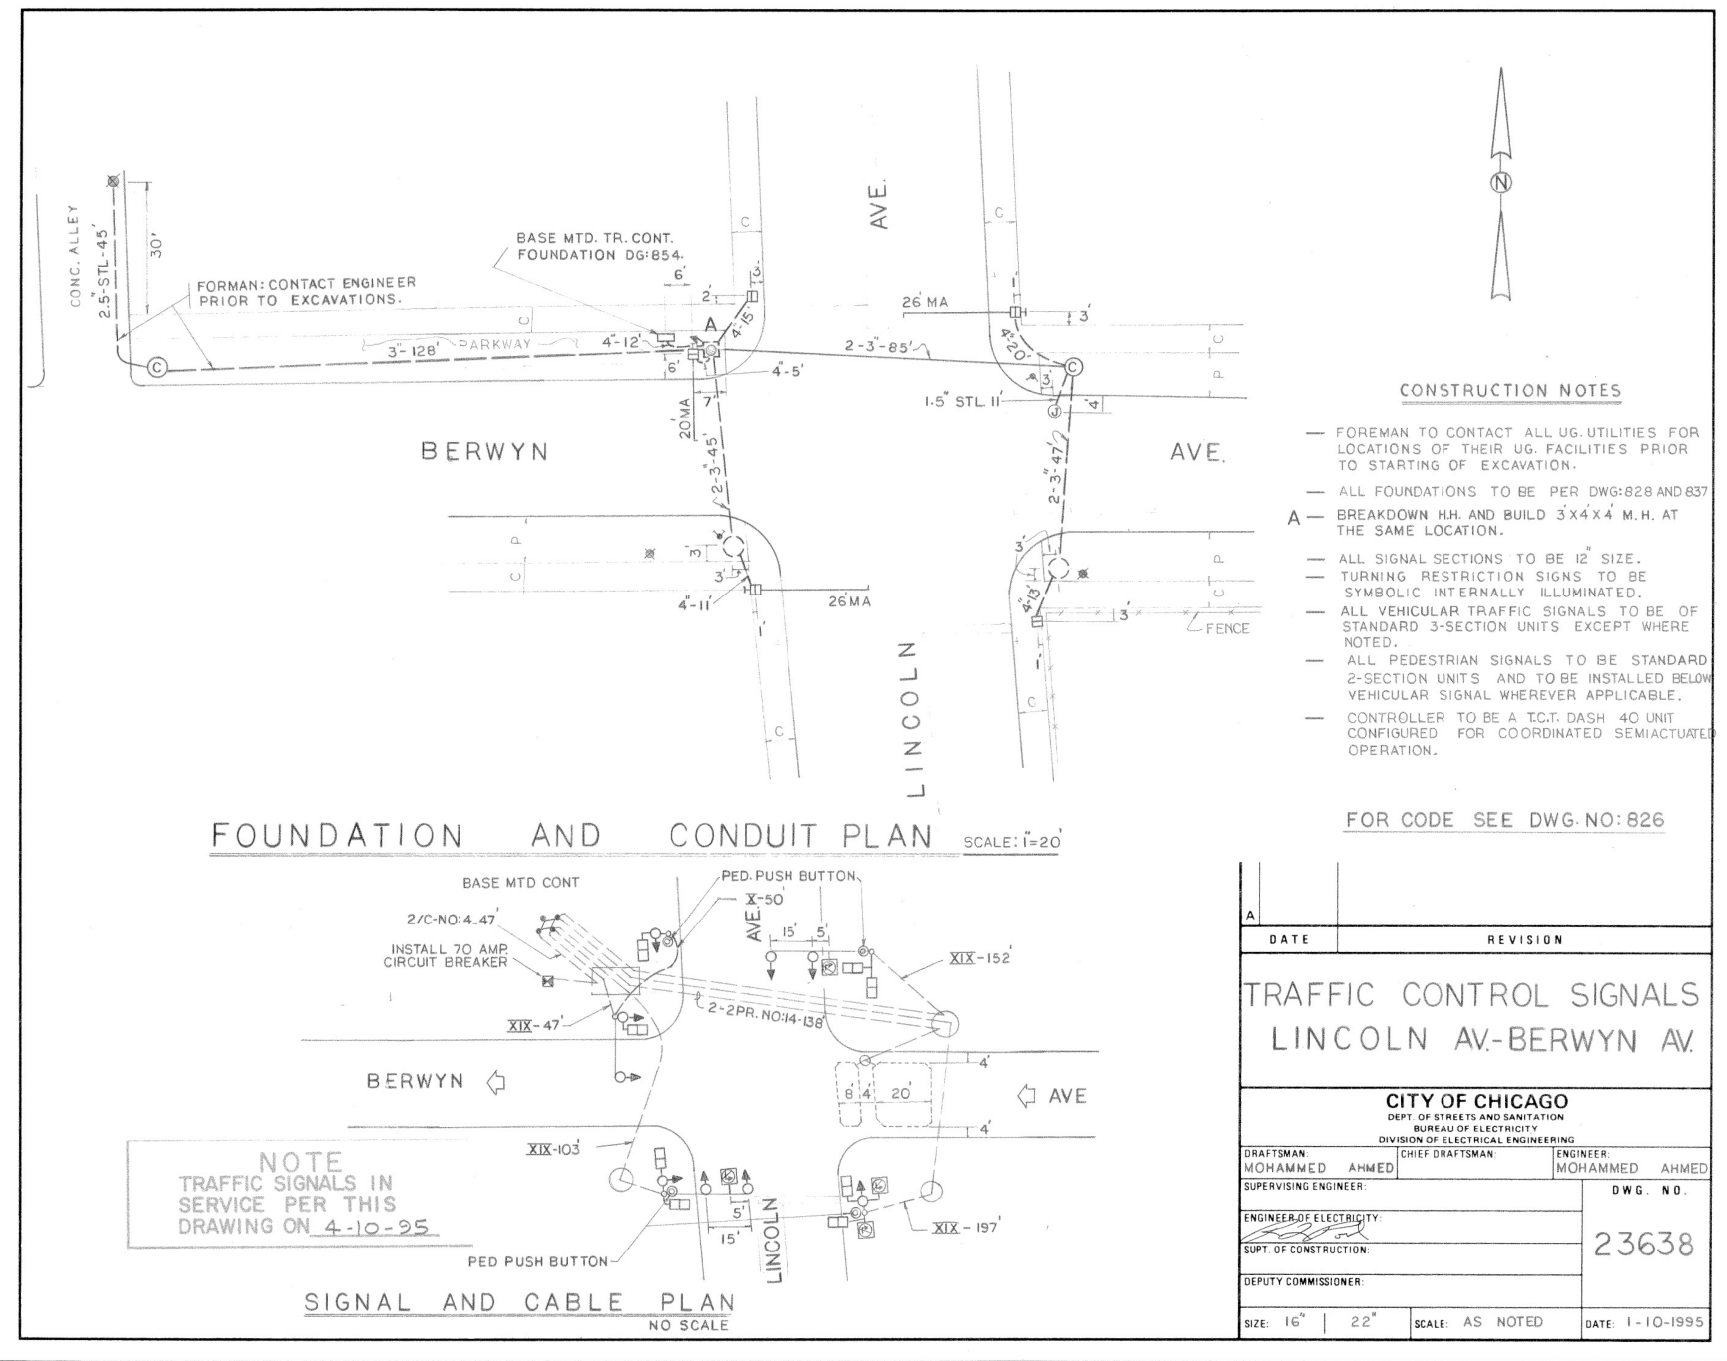 CONC. ALLEY
2.5"-STL-45'
30'
FORMAN: CONTACT ENGINEER
PRIOR TO EXCAVATIONS.
BASE MTD. TR. CONT.
FOUNDATION DG:854.
6'
2'
3'
C
AVE.
C
26'MA
3'
A
4"-15'
C
PARKWAY
3"-128'
4"-12'
6'
4"-5'
7'
20'MA
2-3"-85'
4"-20'
C
P
C
C
3'
1.5" STL. 11'
J
4'
BERWYN
AVE.
2-3"-45'
2-3"-47'
P
C
3'
3'
4"-11'
26'MA
1'
3'
4"-13'
3'
P
C
FENCE
C
C
LINCOLN
FOUNDATION AND CONDUIT PLAN SCALE: 1"=20'
N
CONSTRUCTION NOTES
— FOREMAN TO CONTACT ALL UG. UTILITIES FOR
LOCATIONS OF THEIR UG. FACILITIES PRIOR
TO STARTING OF EXCAVATION.
— ALL FOUNDATIONS TO BE PER DWG:828 AND 837
A — BREAKDOWN H.H. AND BUILD 3'X4'X4' M.H. AT
THE SAME LOCATION.
— ALL SIGNAL SECTIONS TO BE 12" SIZE.
— TURNING RESTRICTION SIGNS TO BE
SYMBOLIC INTERNALLY ILLUMINATED.
— ALL VEHICULAR TRAFFIC SIGNALS TO BE OF
STANDARD 3-SECTION UNITS EXCEPT WHERE
NOTED.
— ALL PEDESTRIAN SIGNALS TO BE STANDARD
2-SECTION UNITS AND TO BE INSTALLED BELOW
VEHICULAR SIGNAL WHEREVER APPLICABLE.
— CONTROLLER TO BE A T.C.T. DASH 40 UNIT
CONFIGURED FOR COORDINATED SEMIACTUATED
OPERATION.
FOR CODE SEE DWG. NO: 826
BASE MTD CONT
2/C-NO:4-47'
INSTALL 70 AMP.
CIRCUIT BREAKER
PED. PUSH BUTTON
X-50'
AVE.
15'
5'
XIX-152'
XIX-47'
2-2PR. NO:14-138'
BERWYN
AVE
8'
4'
20'
4'
4'
XIX-103'
5'
15'
LINCOLN
XIX-197'
PED PUSH BUTTON
NOTE
TRAFFIC SIGNALS IN
SERVICE PER THIS
DRAWING ON 4-10-95
SIGNAL AND CABLE PLAN
NO SCALE
A
DATE
REVISION
TRAFFIC CONTROL SIGNALS
LINCOLN AV.-BERWYN AV.
CITY OF CHICAGO
DEPT. OF STREETS AND SANITATION
BUREAU OF ELECTRICITY
DIVISION OF ELECTRICAL ENGINEERING
DRAFTSMAN:
MOHAMMED AHMED
CHIEF DRAFTSMAN:
ENGINEER:
MOHAMMED AHMED
SUPERVISING ENGINEER:
DWG. NO.
23638
ENGINEER OF ELECTRICITY:
SUPT. OF CONSTRUCTION:
DEPUTY COMMISSIONER:
SIZE: 16" 22"
SCALE: AS NOTED
DATE: 1-10-1995